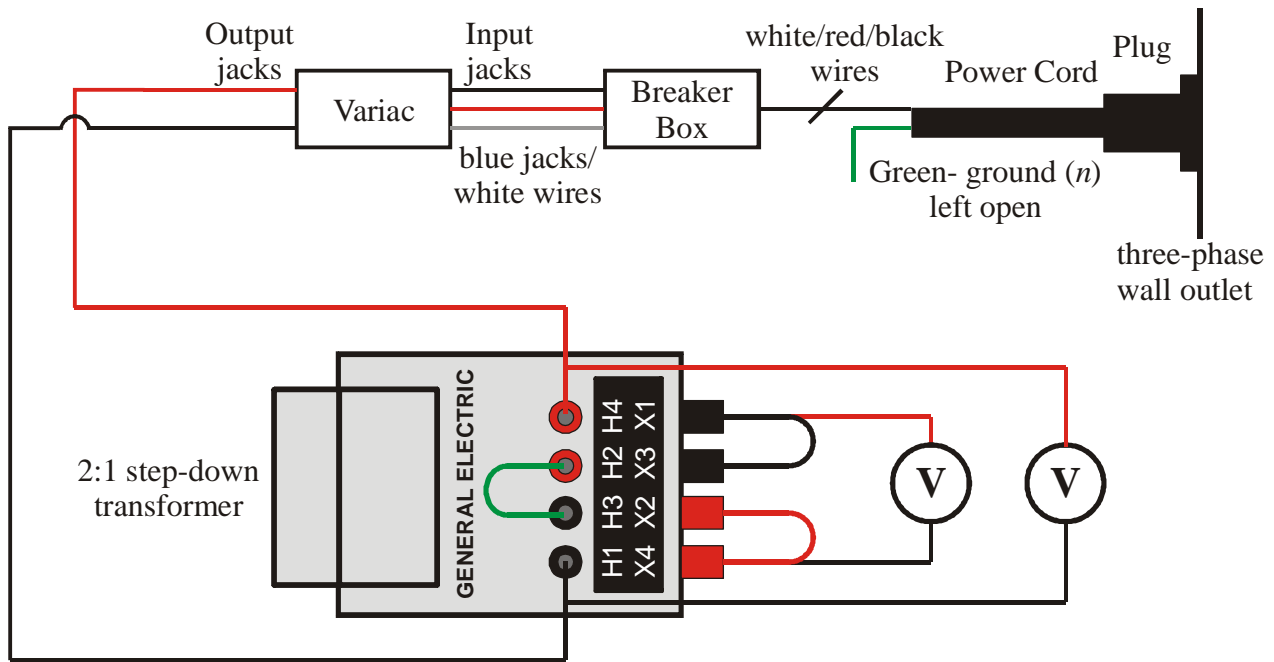 Output
jacks
Input
jacks
white/red/black
wires
Plug
Power Cord
Variac
Breaker
Box
blue jacks/
white wires
Green- ground (n)
left open
three-phase
wall outlet
2:1 step-down
transformer
GENERAL ELECTRIC
H4 X1
H2 X3
H3 X2
H1 X4
V
V